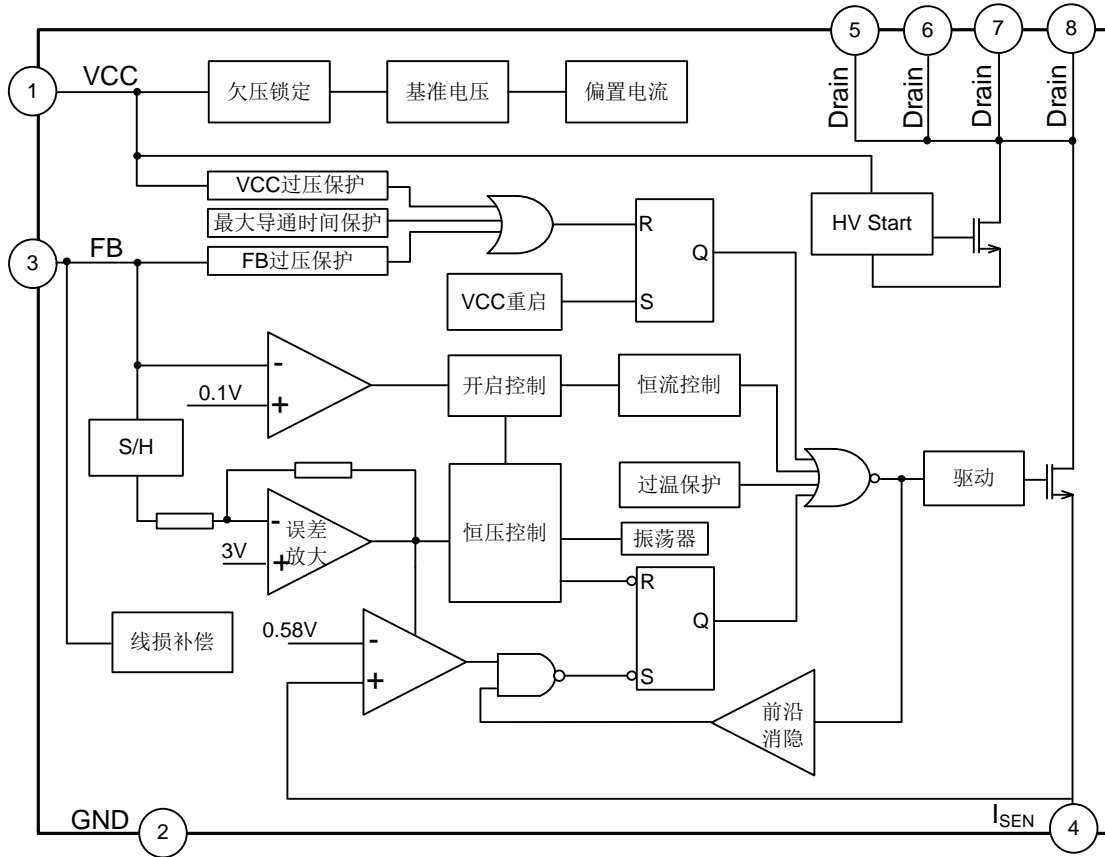 5
6
7
8
1
VCC
欠压锁定
基准电压
偏置电流
Drain
Drain
Drain
Drain
VCC过压保护
最大导通时间保护
FB过压保护
3
FB
R
Q
S
HV Start
VCC重启
-
+
0.1V
开启控制
恒流控制
S/H
过温保护
驱动
-
误差
放大
+
3V
恒压控制
振荡器
R
Q
S
线损补偿
0.58V
-
+
前沿
消隐
GND
2
ISEN
4